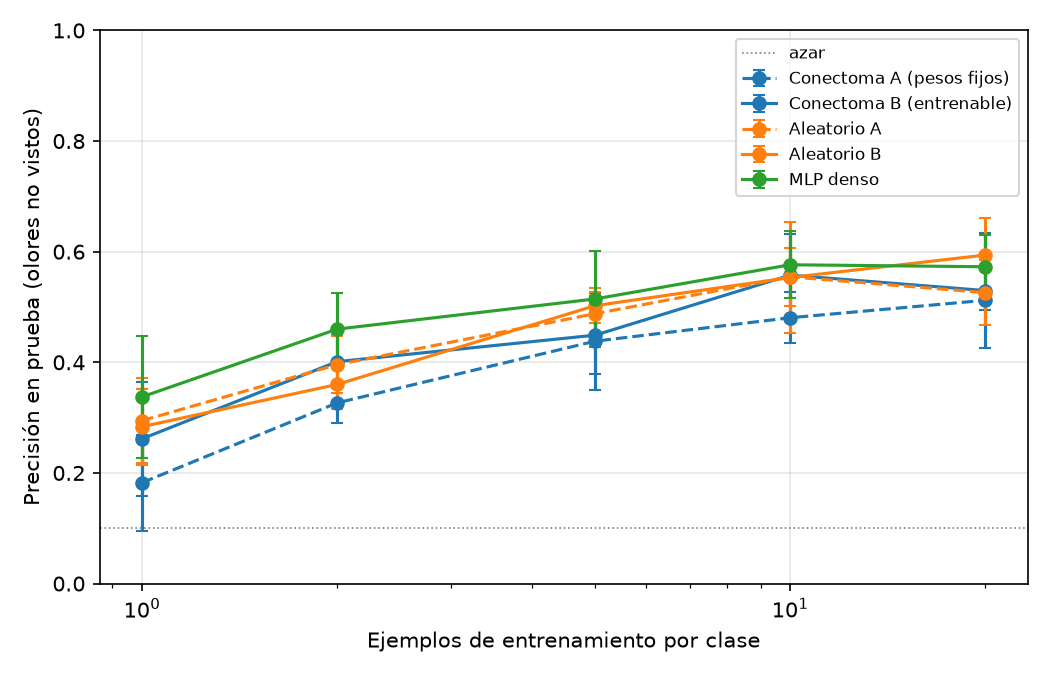 1.0
0.8
0.6
0.4
0.2
0.0
Precisión en prueba (olores no vistos)
azar
Conectoma A (pesos fijos)
Conectoma B (entrenable)
Aleatorio A
Aleatorio B
MLP denso
10⁰
10¹
Ejemplos de entrenamiento por clase